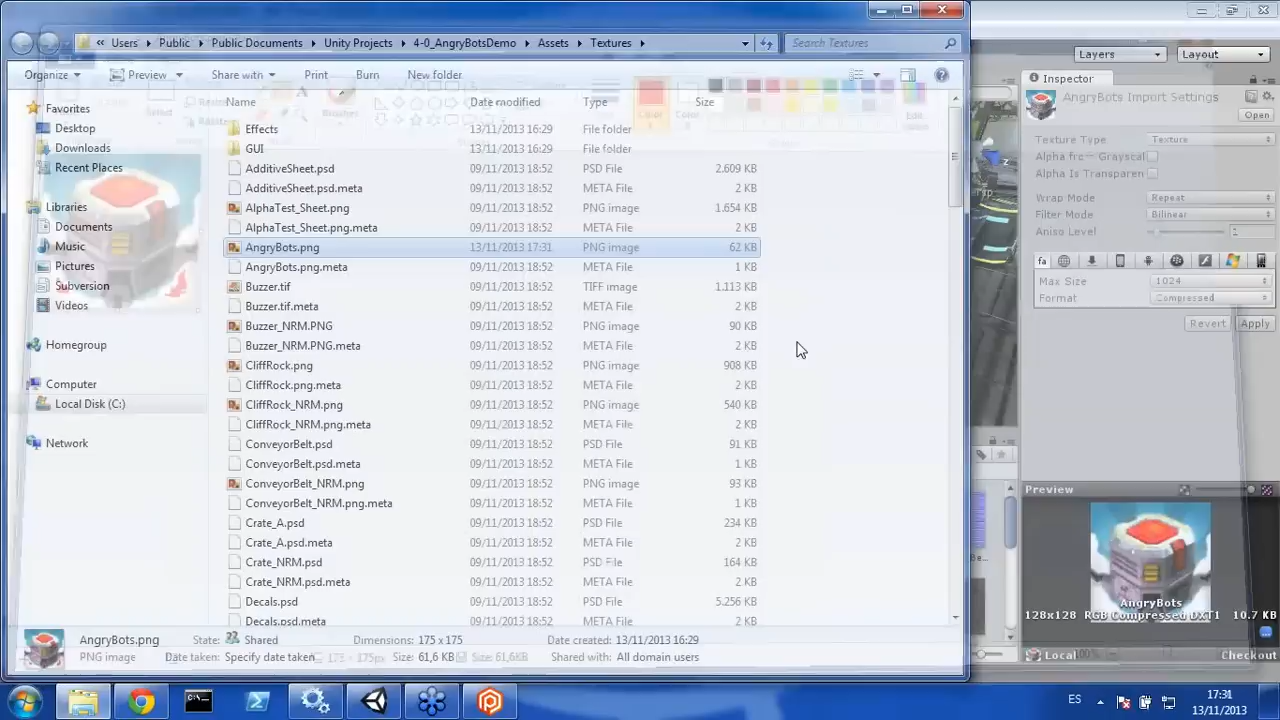 « Users ▸ Public ▸ Public Documents ▸ Unity Projects ▸ 4-0_AngryBotsDemo ▸ Assets ▸ Textures ▸
Search Textures
Organize Preview Share with Print Burn New folder
Favorites
Desktop
Downloads
Recent Places
Libraries
Documents
Music
Pictures
Subversion
Videos
Homegroup
Computer
Local Disk (C:)
Network
Name Date modified Type Size
Effects 13/11/2013 16:29 File folder
GUI 13/11/2013 16:29 File folder
AdditiveSheet.psd 09/11/2013 18:52 PSD File 2.609 KB
AdditiveSheet.psd.meta 09/11/2013 18:52 META File 2 KB
AlphaTest_Sheet.png 09/11/2013 18:52 PNG image 1.654 KB
AlphaTest_Sheet.png.meta 09/11/2013 18:52 META File 2 KB
AngryBots.png 13/11/2013 17:31 PNG image 62 KB
AngryBots.png.meta 09/11/2013 18:52 META File 1 KB
Buzzer.tif 09/11/2013 18:52 TIFF image 1.113 KB
Buzzer.tif.meta 09/11/2013 18:52 META File 2 KB
Buzzer_NRM.PNG 09/11/2013 18:52 PNG image 90 KB
Buzzer_NRM.PNG.meta 09/11/2013 18:52 META File 2 KB
CliffRock.png 09/11/2013 18:52 PNG image 908 KB
CliffRock.png.meta 09/11/2013 18:52 META File 2 KB
CliffRock_NRM.png 09/11/2013 18:52 PNG image 540 KB
CliffRock_NRM.png.meta 09/11/2013 18:52 META File 2 KB
ConveyorBelt.psd 09/11/2013 18:52 PSD File 91 KB
ConveyorBelt.psd.meta 09/11/2013 18:52 META File 1 KB
ConveyorBelt_NRM.png 09/11/2013 18:52 PNG image 93 KB
ConveyorBelt_NRM.png.meta 09/11/2013 18:52 META File 1 KB
Crate_A.psd 09/11/2013 18:52 PSD File 234 KB
Crate_A.psd.meta 09/11/2013 18:52 META File 2 KB
Crate_NRM.psd 09/11/2013 18:52 PSD File 164 KB
Crate_NRM.psd.meta 09/11/2013 18:52 META File 2 KB
Decals.psd 09/11/2013 18:52 PSD File 5.256 KB
Decals.psd.meta 09/11/2013 18:52 META File 2 KB
AngryBots.png State: Shared Dimensions: 175 x 175 Date created: 13/11/2013 16:29
PNG image Date taken: Specify date taken Size: 61,6 KB Size: 61,6KB Shared with: All domain users
Layers Layout
Inspector
AngryBots Import Settings
Open
Texture Type Texture
Alpha from Grayscal
Alpha Is Transparen
Wrap Mode Repeat
Filter Mode Bilinear
Aniso Level 1
Max Size 1024
Format Compressed
Revert Apply
Preview
AngryBots
128x128 RGB Compressed DXT1 10.7 KB
Local Checkout
ES 17:31
13/11/2013